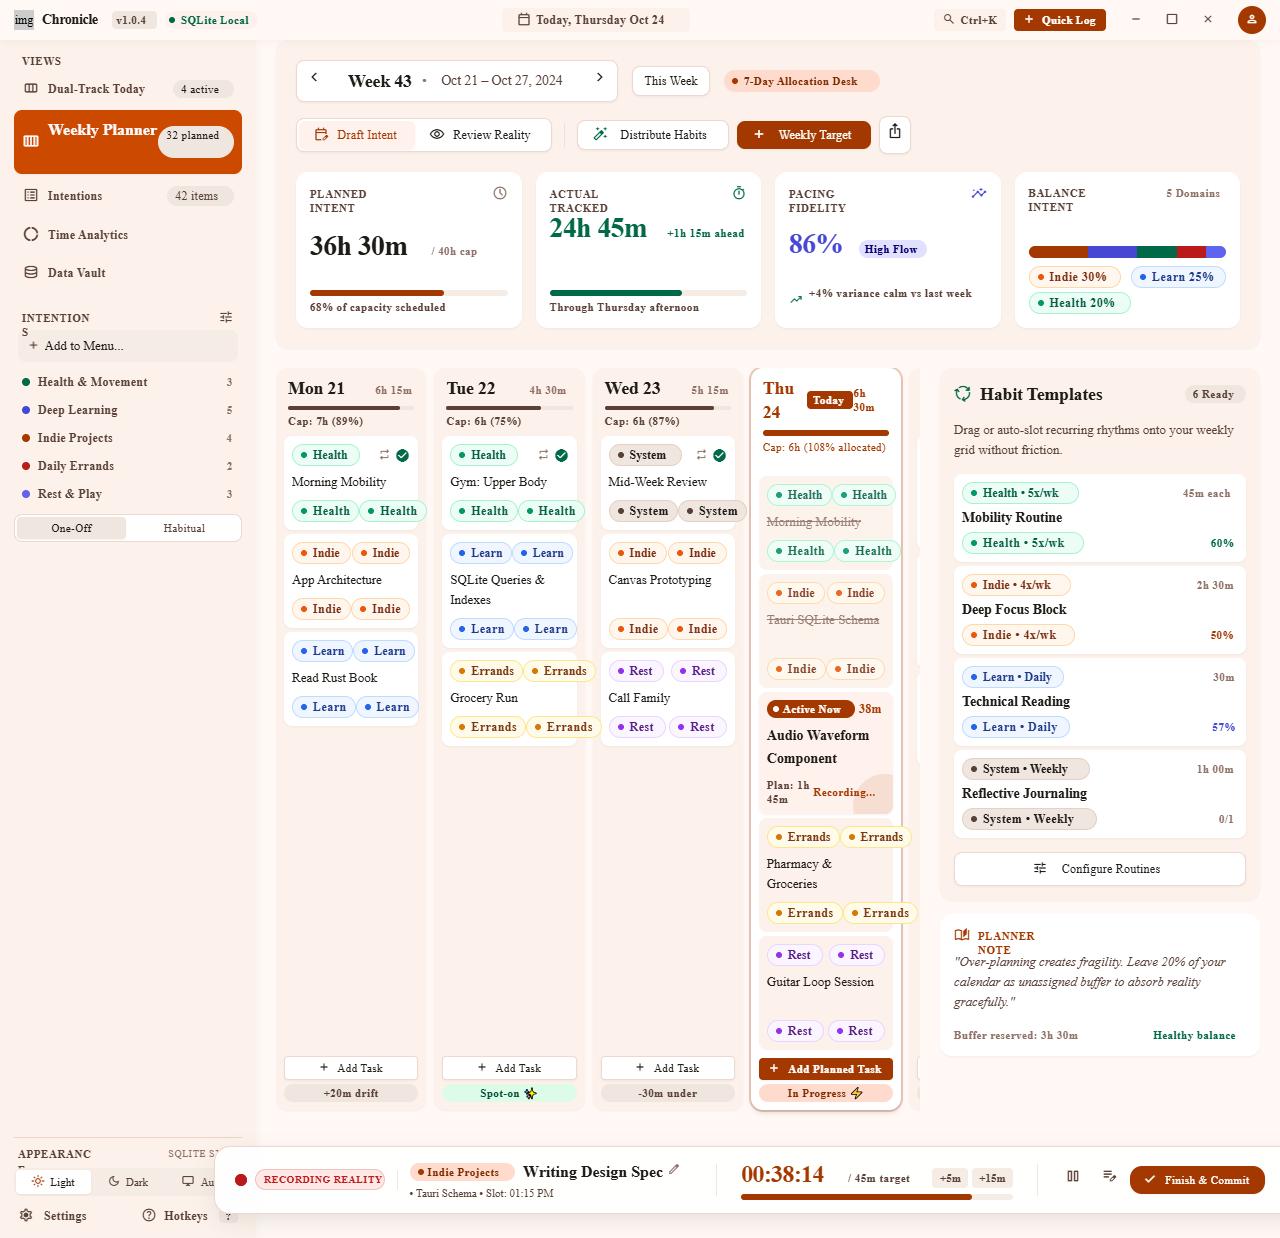 img Chronicle v1.0.4 SQLite Local Today, Thursday Oct 24 Ctrl+K Quick Log
VIEWS
Dual-Track Today 4 active
Weekly Planner 32 planned
Intentions 42 items
Time Analytics
Data Vault
INTENTION
S
Add to Menu...
Health & Movement 3
Deep Learning 5
Indie Projects 4
Daily Errands 2
Rest & Play 3
One-Off Habitual
APPEARANC
Light Dark
Settings Hotkeys ?
Week 43 • Oct 21 – Oct 27, 2024 This Week 7-Day Allocation Desk
Draft Intent Review Reality Distribute Habits Weekly Target
PLANNED
INTENT
36h 30m / 40h cap
68% of capacity scheduled
ACTUAL
TRACKED
24h 45m +1h 15m ahead
Through Thursday afternoon
PACING
FIDELITY
86% High Flow
+4% variance calm vs last week
BALANCE
INTENT
5 Domains
Indie 30% Learn 25%
Health 20%
Mon 21 6h 15m
Cap: 7h (89%)
Health
Morning Mobility
Health Health
Indie Indie
App Architecture
Indie Indie
Learn Learn
Read Rust Book
Learn Learn
Add Task
+20m drift
Tue 22 4h 30m
Cap: 6h (75%)
Health
Gym: Upper Body
Health Health
Learn Learn
SQLite Queries &
Indexes
Learn Learn
Errands Errands
Grocery Run
Errands Errands
Add Task
Spot-on ✨
Wed 23 5h 15m
Cap: 6h (87%)
System
Mid-Week Review
System System
Indie Indie
Canvas Prototyping
Indie Indie
Rest Rest
Call Family
Rest Rest
Add Task
-30m under
Thu
24
Today
6h
30m
Cap: 6h (108% allocated)
Health Health
Morning Mobility
Health Health
Indie Indie
Tauri SQLite Schema
Indie Indie
Active Now 38m
Audio Waveform
Component
Plan: 1h
45m
Recording...
Errands Errands
Pharmacy &
Groceries
Errands Errands
Rest Rest
Guitar Loop Session
Rest Rest
Add Planned Task
In Progress ⚡
Habit Templates 6 Ready
Drag or auto-slot recurring rhythms onto your weekly
grid without friction.
Health • 5x/wk 45m each
Mobility Routine
Health • 5x/wk 60%
Indie • 4x/wk 2h 30m
Deep Focus Block
Indie • 4x/wk 50%
Learn • Daily 30m
Technical Reading
Learn • Daily 57%
System • Weekly 1h 00m
Reflective Journaling
System • Weekly 0/1
Configure Routines
PLANNER
NOTE
"Over-planning creates fragility. Leave 20% of your
calendar as unassigned buffer to absorb reality
gracefully."
Buffer reserved: 3h 30m Healthy balance
RECORDING REALITY Indie Projects Writing Design Spec
• Tauri Schema • Slot: 01:15 PM
00:38:14 / 45m target +5m +15m
Finish & Commit